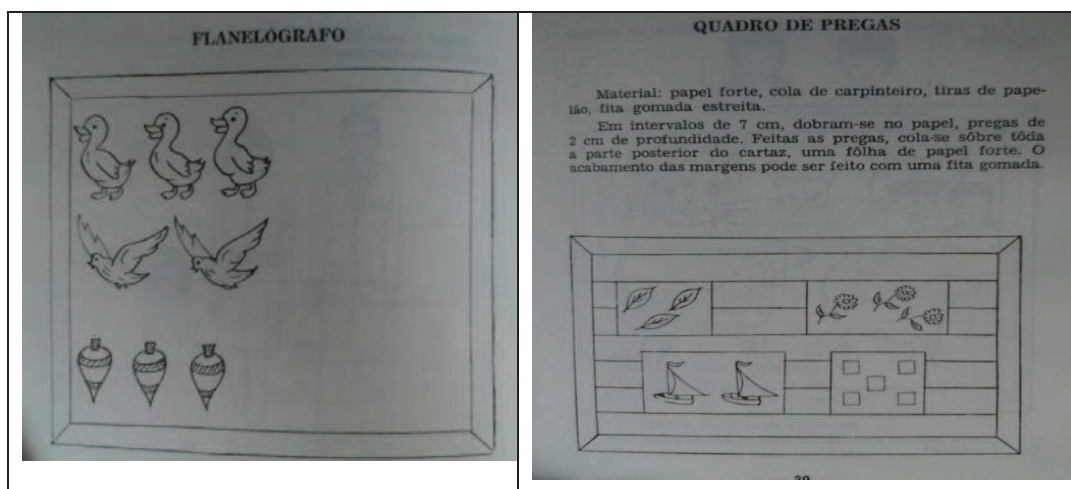 FLANELÓGRAFO
QUADRO DE PREGAS
Material: papel forte, cola de carpinteiro, tiras de pape-
lão, fita gomada estreita.
Em intervalos de 7 cm, dobram-se no papel, pregas de
2 cm de profundidade. Feitas as pregas, cola-se sôbre tôda
a parte posterior do cartaz, uma fôlha de papel forte. O
acabamento das margens pode ser feito com uma fita gomada.